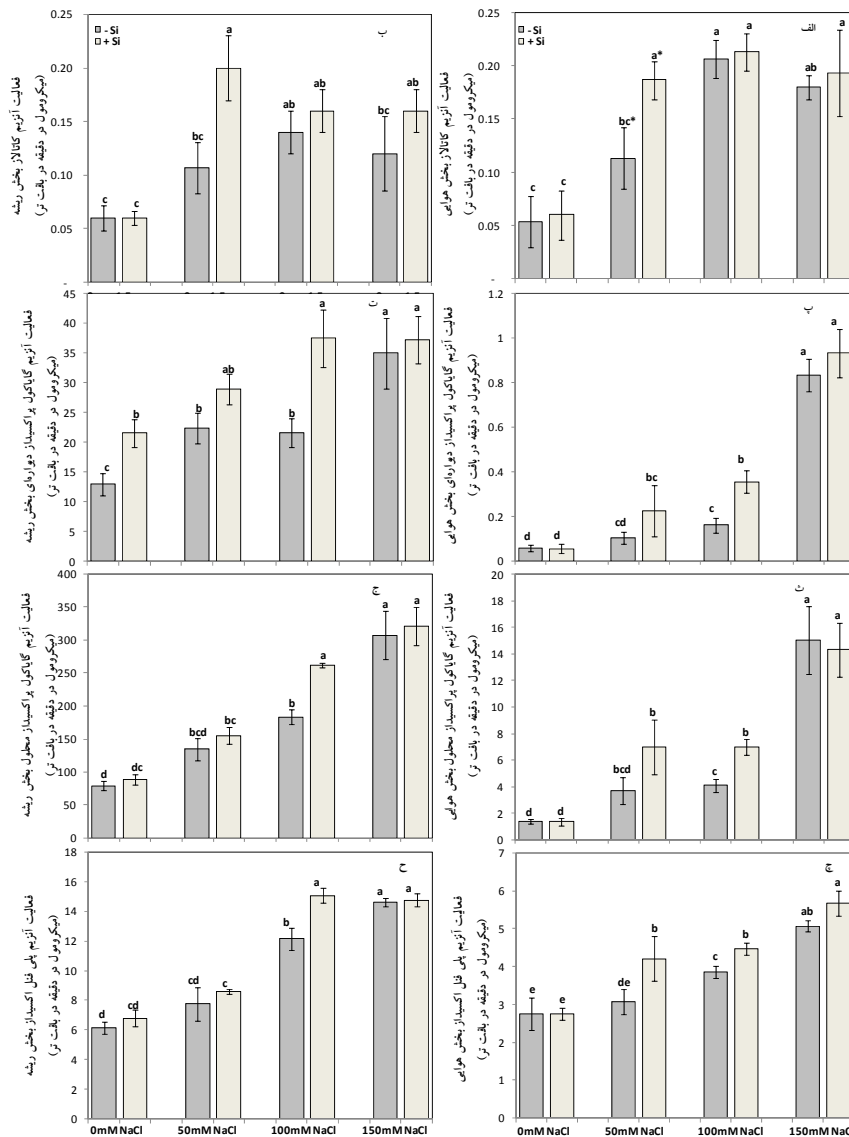 0.25
0.20
0.15
0.10
0.05
-
- Si
+ Si
ب
c
c
bc
a
ab
ab
bc
ab
فعالیت آنزیم کاتالاز بخش ریشه
(میکرومول در دقیقه در بافت تر)
0.25
0.20
0.15
0.10
0.05
-
- Si
+ Si
الف
c
c
bc*
a*
a
a
ab
a
فعالیت آنزیم کاتالاز بخش هوایی
(میکرومول در دقیقه در بافت تر)
45
40
35
30
25
20
15
10
5
0
ت
c
b
b
ab
b
a
a
a
فعالیت آنزیم گایاکول پراکسیداز دیواره‌ای بخش ریشه
(میکرومول در دقیقه در بافت تر)
1.2
1
0.8
0.6
0.4
0.2
0
پ
d
d
cd
bc
c
b
a
a
فعالیت آنزیم گایاکول پراکسیداز دیواره‌ای بخش هوایی
(میکرومول در دقیقه در بافت تر)
400
350
300
250
200
150
100
50
0
ج
d
dc
bcd
bc
b
a
a
a
فعالیت آنزیم گایاکول پراکسیداز محلول بخش ریشه
(میکرومول در دقیقه در بافت تر)
20
18
16
14
12
10
8
6
4
2
0
ث
d
d
bcd
b
c
b
a
a
فعالیت آنزیم گایاکول پراکسیداز محلول بخش هوایی
(میکرومول در دقیقه در بافت تر)
18
16
14
12
10
8
6
4
2
0
ح
d
cd
cd
c
b
a
a
a
فعالیت آنزیم پلی فنل اکسیداز بخش ریشه
(میکرومول در دقیقه در بافت تر)
0mM NaCl
50mM NaCl
100mM NaCl
150mM NaCl
7
6
5
4
3
2
1
0
چ
e
e
de
b
c
b
ab
a
فعالیت آنزیم پلی فنل اکسیداز بخش هوایی
(میکرومول در دقیقه در بافت تر)
0mM NaCl
50mM NaCl
100mM NaCl
150mM NaCl